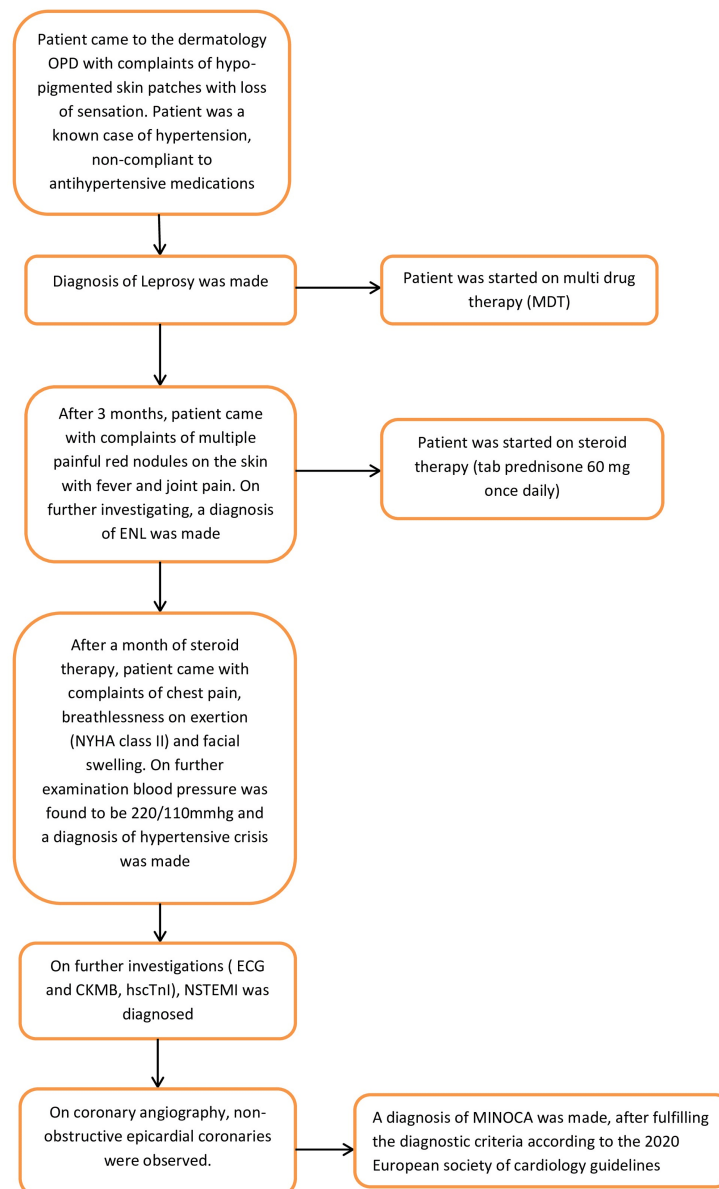 Patient came to the dermatology
OPD with complaints of hypo-
pigmented skin patches with loss
of sensation. Patient was a
known case of hypertension,
non-compliant to
antihypertensive medications
Diagnosis of Leprosy was made
Patient was started on multi drug
therapy (MDT)
After 3 months, patient came
with complaints of multiple
painful red nodules on the skin
with fever and joint pain. On
further investigating, a diagnosis
of ENL was made
Patient was started on steroid
therapy (tab prednisone 60 mg
once daily)
After a month of steroid
therapy, patient came with
complaints of chest pain,
breathlessness on exertion
(NYHA class II) and facial
swelling. On further
examination blood pressure was
found to be 220/110mmhg and
a diagnosis of hypertensive crisis
was made
On further investigations ( ECG
and CKMB, hscTnI), NSTEMI was
diagnosed
On coronary angiography, non-
obstructive epicardial coronaries
were observed.
A diagnosis of MINOCA was made, after fulfilling
the diagnostic criteria according to the 2020
European society of cardiology guidelines